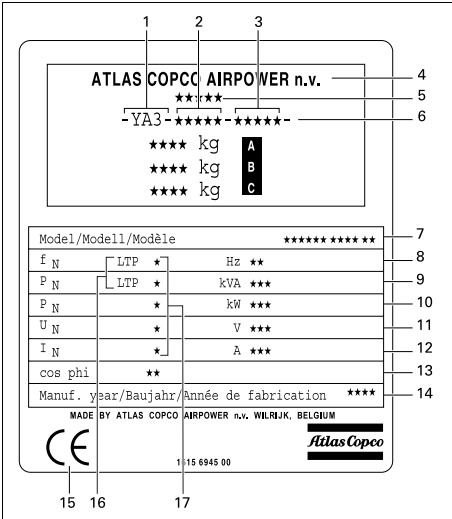 1 2 3
ATLAS COPCO AIRPOWER n.v. 4
★★★★★ 5
-YA3-★★★★★-★★★★★- 6
★★★★ kg A
★★★★ kg B
★★★★ kg C
Model/Modell/Modèle ★★★★★★ ★★★★ ★★ 7
f N LTP ★ Hz ★★ 8
P N LTP ★ kVA ★★★ 9
P N ★ kW ★★★ 10
U N ★ V ★★★ 11
I N ★ A ★★★ 12
cos phi ★★ 13
Manuf. year/Baujahr/Année de fabrication ★★★★ 14
MADE BY ATLAS COPCO AIRPOWER n.v. WILRIJK, BELGIUM
CE Atlas Copco
1615 6945 00
15 16 17